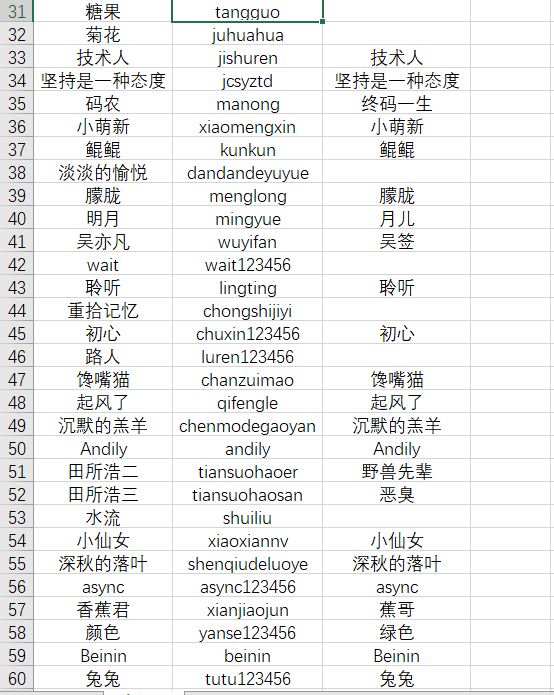 31 糖果 tangguo
32 菊花 juhuahua
33 技术人 jishuren 技术人
34 坚持是一种态度 jcsyztd 坚持是一种态度
35 码农 manong 终码一生
36 小萌新 xiaomengxin 小萌新
37 鲲鲲 kunkun 鲲鲲
38 淡淡的愉悦 dandandeyuyue
39 朦胧 menglong 朦胧
40 明月 mingyue 月儿
41 吴亦凡 wuyifan 吴签
42 wait wait123456
43 聆听 lingting 聆听
44 重拾记忆 chongshijiyi
45 初心 chuxin123456 初心
46 路人 luren123456
47 馋嘴猫 chanzuimao 馋嘴猫
48 起风了 qifengle 起风了
49 沉默的羔羊 chenmodegaoyan 沉默的羔羊
50 Andily andily Andily
51 田所浩二 tiansuohaoer 野兽先辈
52 田所浩三 tiansuohaosan 恶臭
53 水流 shuiliu
54 小仙女 xiaoxiannv 小仙女
55 深秋的落叶 shenqiudeluoye 深秋的落叶
56 async async123456 async
57 香蕉君 xianjiaojun 蕉哥
58 颜色 yanse123456 绿色
59 Beinin beinin Beinin
60 兔兔 tutu123456 兔兔